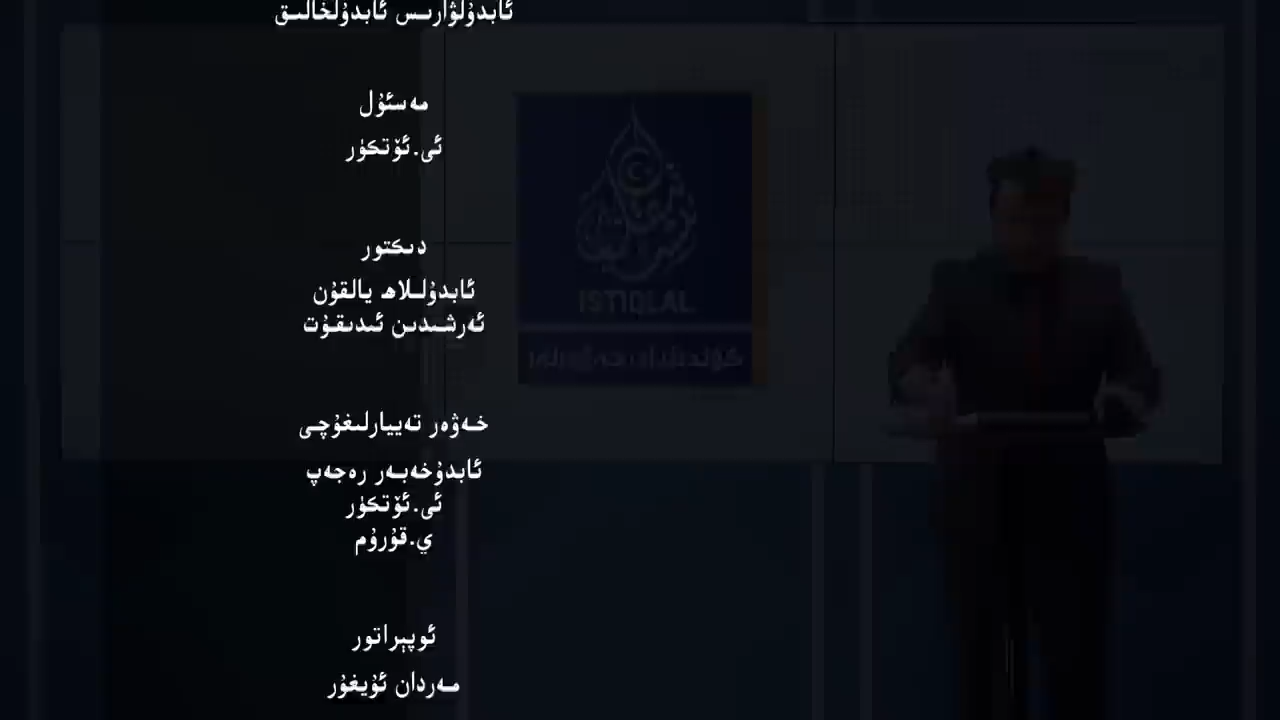 ئابدۇلۋارىس ئابدۇلخالىق
مەسئۇل
ئى.ئۆتكۈر
دىكتور
ئابدۇللاھ يالقۇن
ئەرشىدىن ئىدىقۇت
خەۋەر تەييارلىغۇچى
ئابدۇخەبەر رەجەپ
ئى.ئۆتكۈر
ي.قۇرۇم
ئوپېراتور
مەردان ئۇيغۇر
ISTIQLAL